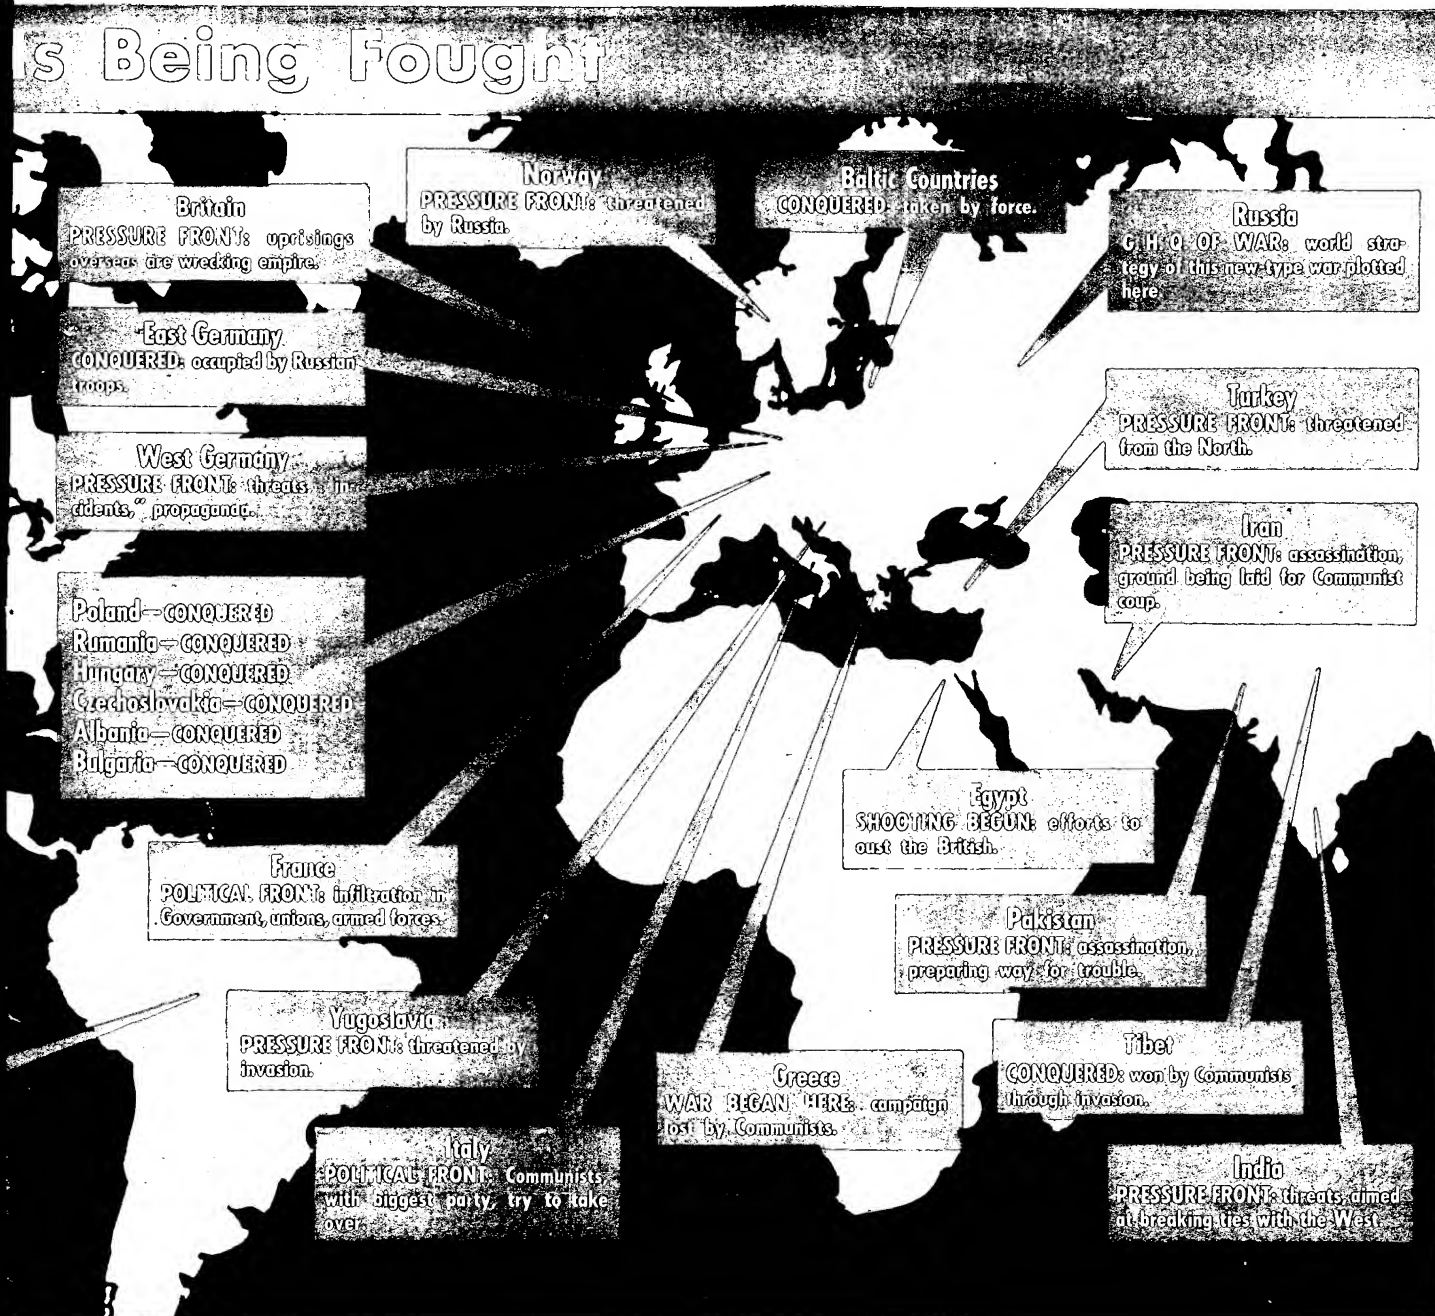 is Being Fought
Norway
PRESSURE FRONT: threatened
by Russia.
Baltic Countries
CONQUERED: taken by force.
Britain
PRESSURE FRONT: uprisings
overseas are wrecking empire.
Russia
G H Q OF WAR: world stra-
tegy of this new-type war plotted
here.
East Germany
CONQUERED: occupied by Russian
troops.
Turkey
PRESSURE FRONT: threatened
from the North.
West Germany
PRESSURE FRONT: threats, "in-
cidents," propaganda.
Iran
PRESSURE FRONT: assassination,
ground being laid for Communist
coup.
Poland—CONQUERED
Rumania—CONQUERED
Hungary—CONQUERED
Czechoslovakia—CONQUERED
Albania—CONQUERED
Bulgaria—CONQUERED
Egypt
SHOOTING BEGUN: efforts to
oust the British.
France
POLITICAL FRONT: infiltration in
Government, unions, armed forces.
Pakistan
PRESSURE FRONT: assassination,
preparing way for trouble.
Yugoslavia
PRESSURE FRONT: threatened by
invasion.
Tibet
CONQUERED: won by Communists
through invasion.
Greece
WAR BEGAN HERE: campaign
lost by Communists.
Italy
POLITICAL FRONT: Communists,
with biggest party, try to take
over.
India
PRESSURE FRONT: threats, aimed
at breaking ties with the West.